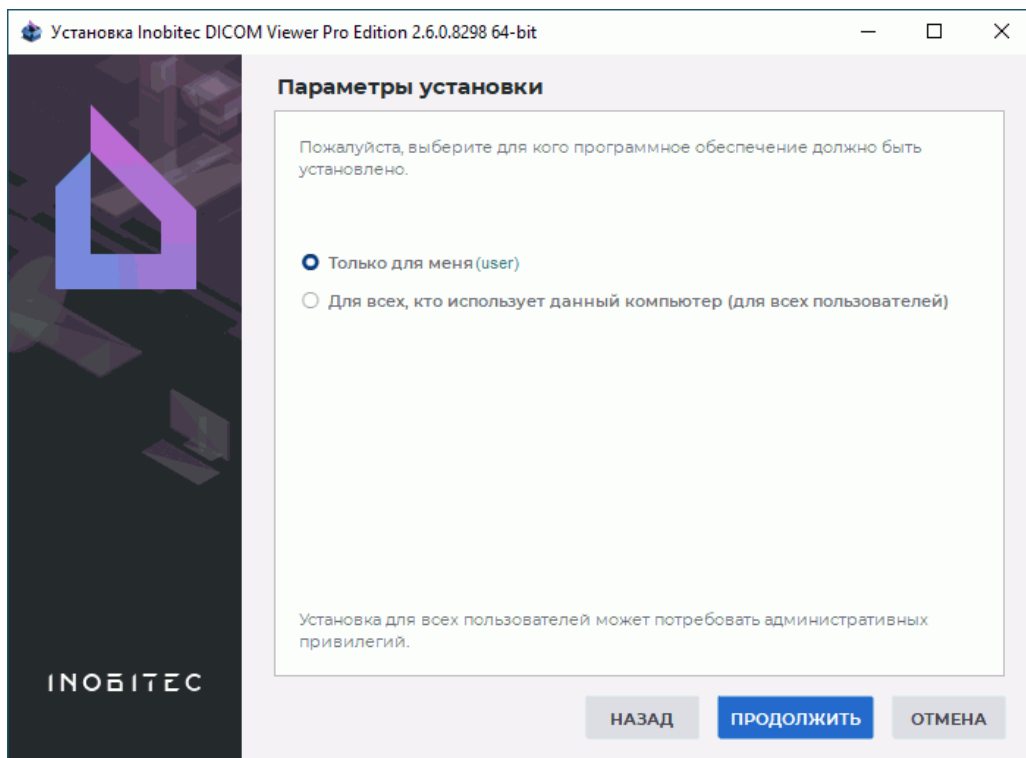 Установка Inobitec DICOM Viewer Pro Edition 2.6.0.8298 64-bit
Параметры установки
Пожалуйста, выберите для кого программное обеспечение должно быть
установлено.
Только для меня (user)
Для всех, кто использует данный компьютер (для всех пользователей)
Установка для всех пользователей может потребовать административных
привилегий.
INOBITEC
НАЗАД ПРОДОЛЖИТЬ ОТМЕНА